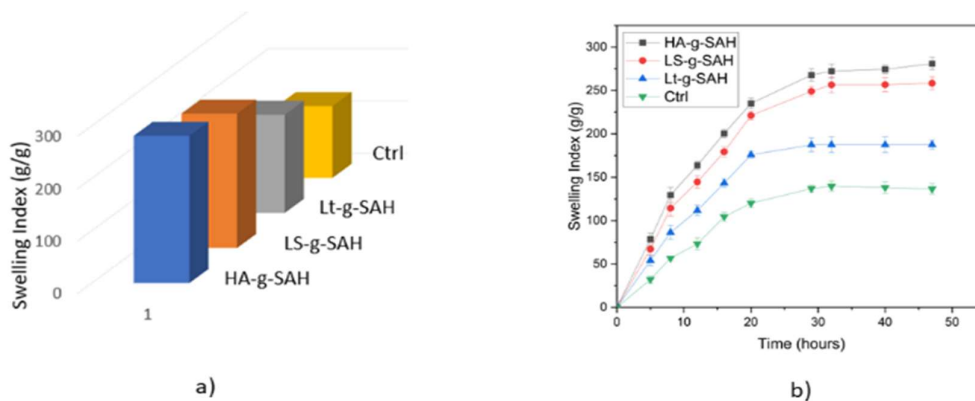 Swelling Index (g/g)
300
200
100
0
1
Ctrl
Lt-g-SAH
LS-g-SAH
HA-g-SAH
a)
Swelling Index (g/g)
300
250
200
150
100
50
0
HA-g-SAH
LS-g-SAH
Lt-g-SAH
Ctrl
0 10 20 30 40 50
Time (hours)
b)